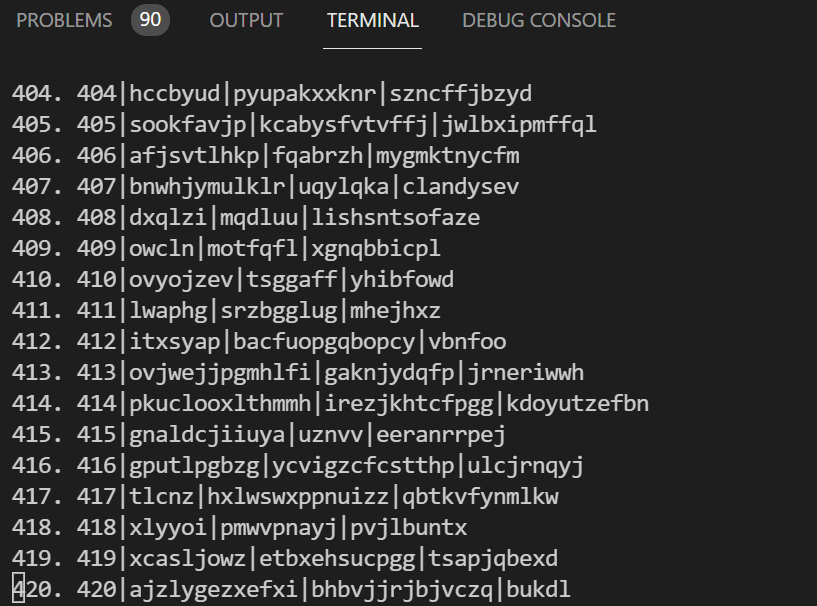 PROBLEMS 90 OUTPUT TERMINAL DEBUG CONSOLE
404. 404|hccbyud|pyupakxxknr|szncffjbzyd
405. 405|sookfavjp|kcabysfvtvffj|jwlbxipmffql
406. 406|afjsvtlhkp|fqabrzh|mygmktnycfm
407. 407|bnwhjymulklr|uqylqka|clandysev
408. 408|dxqlzi|mqdluu|lishsntsofaze
409. 409|owcln|motfqfl|xgnqbbicpl
410. 410|ovyojzev|tsggaff|yhibfowd
411. 411|lwaphg|srzbgglug|mhejhxz
412. 412|itxsyap|bacfuopgqbopcy|vbnfoo
413. 413|ovjwejjpgmhlfi|gaknjydqfp|jrneriwwh
414. 414|pkuclooxlthmmh|irezjkhtcfpgg|kdoyutzefbn
415. 415|gnaldcjiiuya|uznvv|eeranrrpej
416. 416|gputlpgbzg|ycvigzcfcstthp|ulcjrnqyj
417. 417|tlcnz|hxlwswxppnuizz|qbtkvfynmlkw
418. 418|xlyyoi|pmwvpnayj|pvjlbuntx
419. 419|xcasljowz|etbxehsucpgg|tsapjqbexd
420. 420|ajzlygezxefxi|bhbvjjrjbjvczq|bukdl